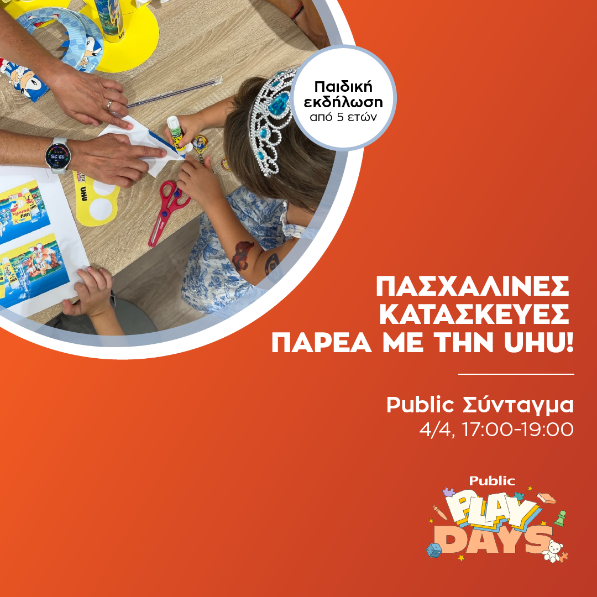 Παιδική
εκδήλωση
από 5 ετών
ΠΑΣΧΑΛΙΝΕΣ
ΚΑΤΑΣΚΕΥΕΣ
ΠΑΡΕΑ ΜΕ ΤΗΝ UHU!
Public Σύνταγμα
4/4, 17:00-19:00
Public
PLAY
DAYS